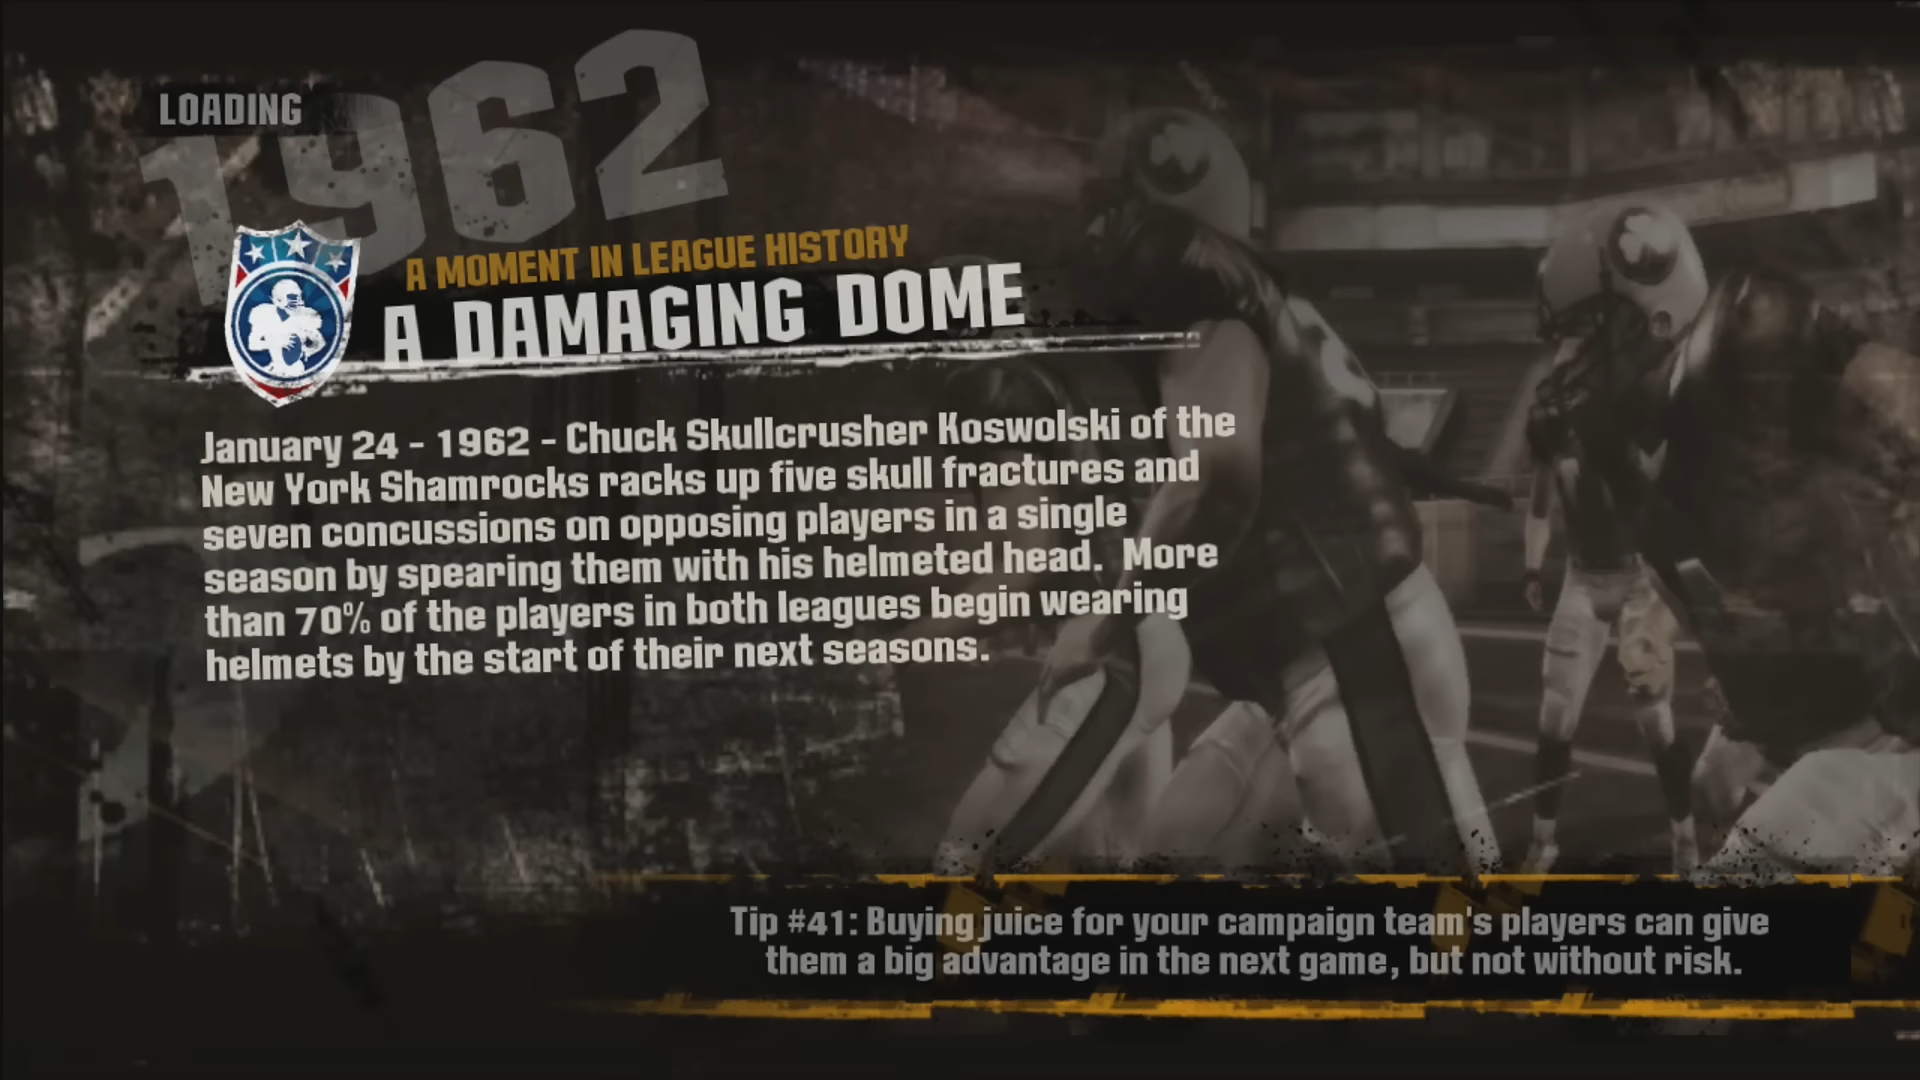 1962
LOADING
A MOMENT IN LEAGUE HISTORY
A DAMAGING DOME
January 24 - 1962 - Chuck Skullcrusher Koswolski of the
New York Shamrocks racks up five skull fractures and
seven concussions on opposing players in a single
season by spearing them with his helmeted head.  More
than 70% of the players in both leagues begin wearing
helmets by the start of their next seasons.
Tip #41: Buying juice for your campaign team's players can give
them a big advantage in the next game, but not without risk.